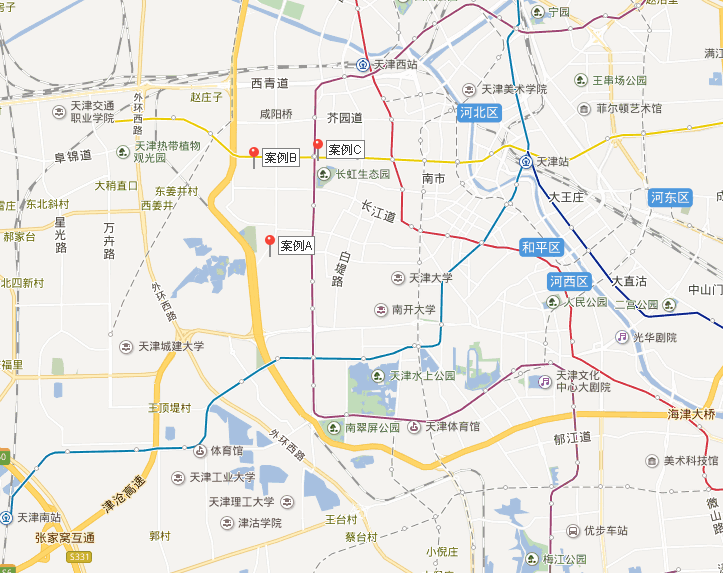 宁园
天津西站
西青道
赵庄子
外环西路
天津交通
职业学院
咸阳桥
芥园道
天津美术学院
王串场公园
河北区
菲尔顿艺术馆
满江
房子
天津热带植物
观光园
阜锦道
案例B
案例C
天津站
长虹生态园
南市
大稍直口
东姜井村
西姜井
东北斜村
雷庄
郝家台
星光路
万卉路
大王庄
河东区
长江道
案例A
和平区
白堤路
北四新村
天津大学
河西区
大直沽
中山门
外环西路
南开大学
人民公园
二宫公园
光华剧院
天津城建大学
福里
天津水上公园
天津文化
中心大剧院
王顶堤村
海津大桥
南翠屏公园
天津体育馆
郁江道
外环西路
体育馆
美术科技馆
天津工业大学
津沧高速
天津理工大学
微山路
天津南站
津沽学院
王台村
郭村
蔡台村
优步车站
张家窝互通
小倪庄
S331
梅江公园